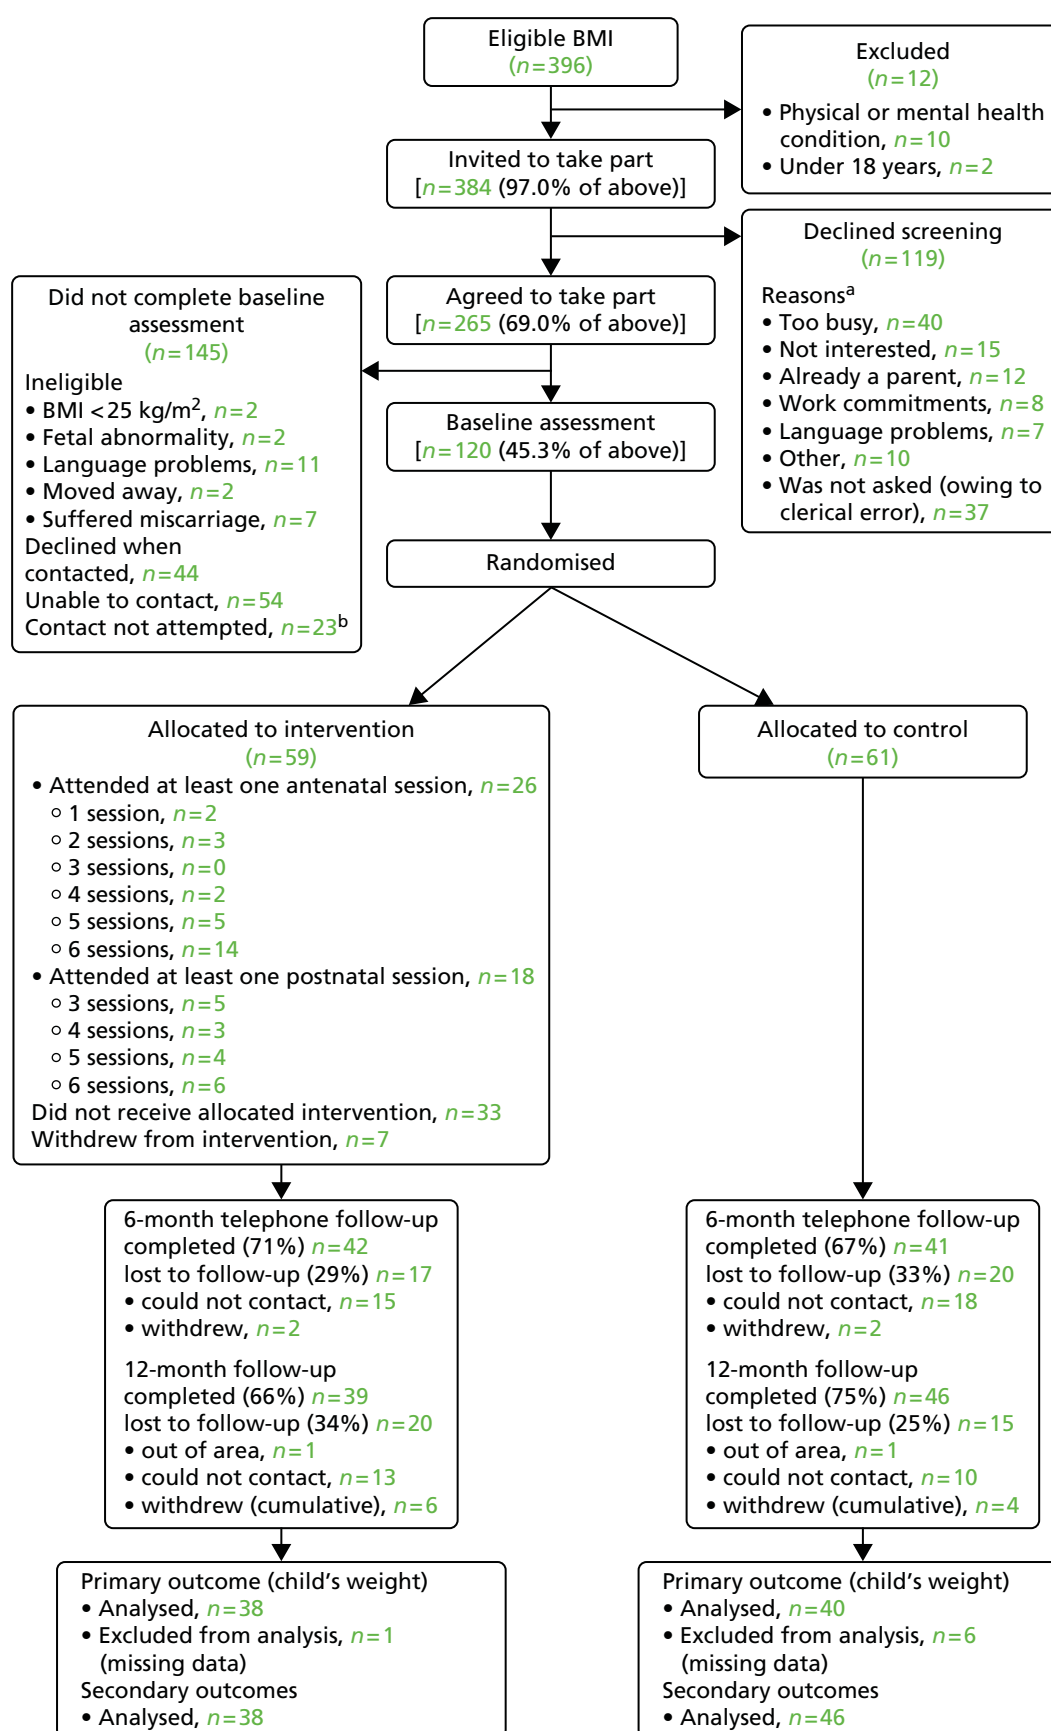 Eligible BMI
(n=396)
Excluded
(n=12)
• Physical or mental health
condition, n=10
• Under 18 years, n=2
Invited to take part
[n=384 (97.0% of above)]
Declined screening
(n=119)
Reasonsa
• Too busy, n=40
• Not interested, n=15
• Already a parent, n=12
• Work commitments, n=8
• Language problems, n=7
• Other, n=10
• Was not asked (owing to
clerical error), n=37
Agreed to take part
[n=265 (69.0% of above)]
Did not complete baseline
assessment
(n=145)
Ineligible
• BMI <25 kg/m2, n=2
• Fetal abnormality, n=2
• Language problems, n=11
• Moved away, n=2
• Suffered miscarriage, n=7
Declined when
contacted, n=44
Unable to contact, n=54
Contact not attempted, n=23b
Baseline assessment
[n=120 (45.3% of above)]
Randomised
Allocated to intervention
(n=59)
• Attended at least one antenatal session, n=26
○ 1 session, n=2
○ 2 sessions, n=3
○ 3 sessions, n=0
○ 4 sessions, n=2
○ 5 sessions, n=5
○ 6 sessions, n=14
• Attended at least one postnatal session, n=18
○ 3 sessions, n=5
○ 4 sessions, n=3
○ 5 sessions, n=4
○ 6 sessions, n=6
Did not receive allocated intervention, n=33
Withdrew from intervention, n=7
Allocated to control
(n=61)
6-month telephone follow-up
completed (71%) n=42
lost to follow-up (29%) n=17
• could not contact, n=15
• withdrew, n=2
12-month follow-up
completed (66%) n=39
lost to follow-up (34%) n=20
• out of area, n=1
• could not contact, n=13
• withdrew (cumulative), n=6
6-month telephone follow-up
completed (67%) n=41
lost to follow-up (33%) n=20
• could not contact, n=18
• withdrew, n=2
12-month follow-up
completed (75%) n=46
lost to follow-up (25%) n=15
• out of area, n=1
• could not contact, n=10
• withdrew (cumulative), n=4
Primary outcome (child's weight)
• Analysed, n=38
• Excluded from analysis, n=1
(missing data)
Secondary outcomes
• Analysed, n=38
Primary outcome (child's weight)
• Analysed, n=40
• Excluded from analysis, n=6
(missing data)
Secondary outcomes
• Analysed, n=46